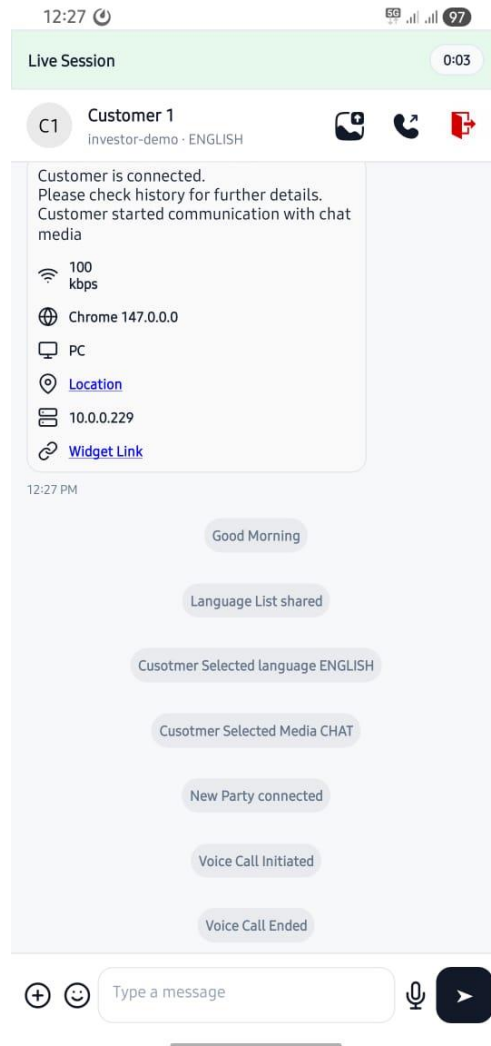 12:27
5G
97
Live Session
0:03
C1
Customer 1
investor-demo · ENGLISH
Customer is connected.
Please check history for further details.
Customer started communication with chat
media
100
kbps
Chrome 147.0.0.0
PC
Location
10.0.0.229
Widget Link
12:27 PM
Good Morning
Language List shared
Cusotmer Selected language ENGLISH
Cusotmer Selected Media CHAT
New Party connected
Voice Call Initiated
Voice Call Ended
Type a message